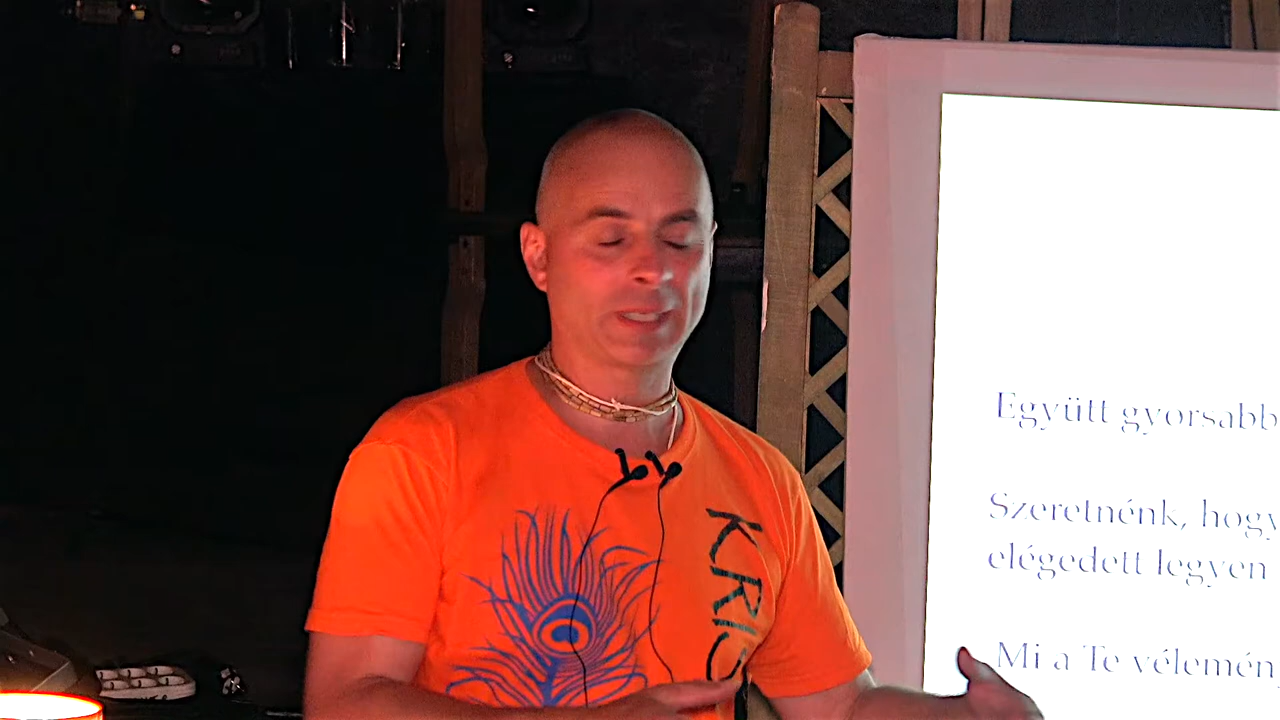 KRIS
Együtt gyorsabb
Szeretnénk, hogy
elégedett legyen
Mi a Te vélemén